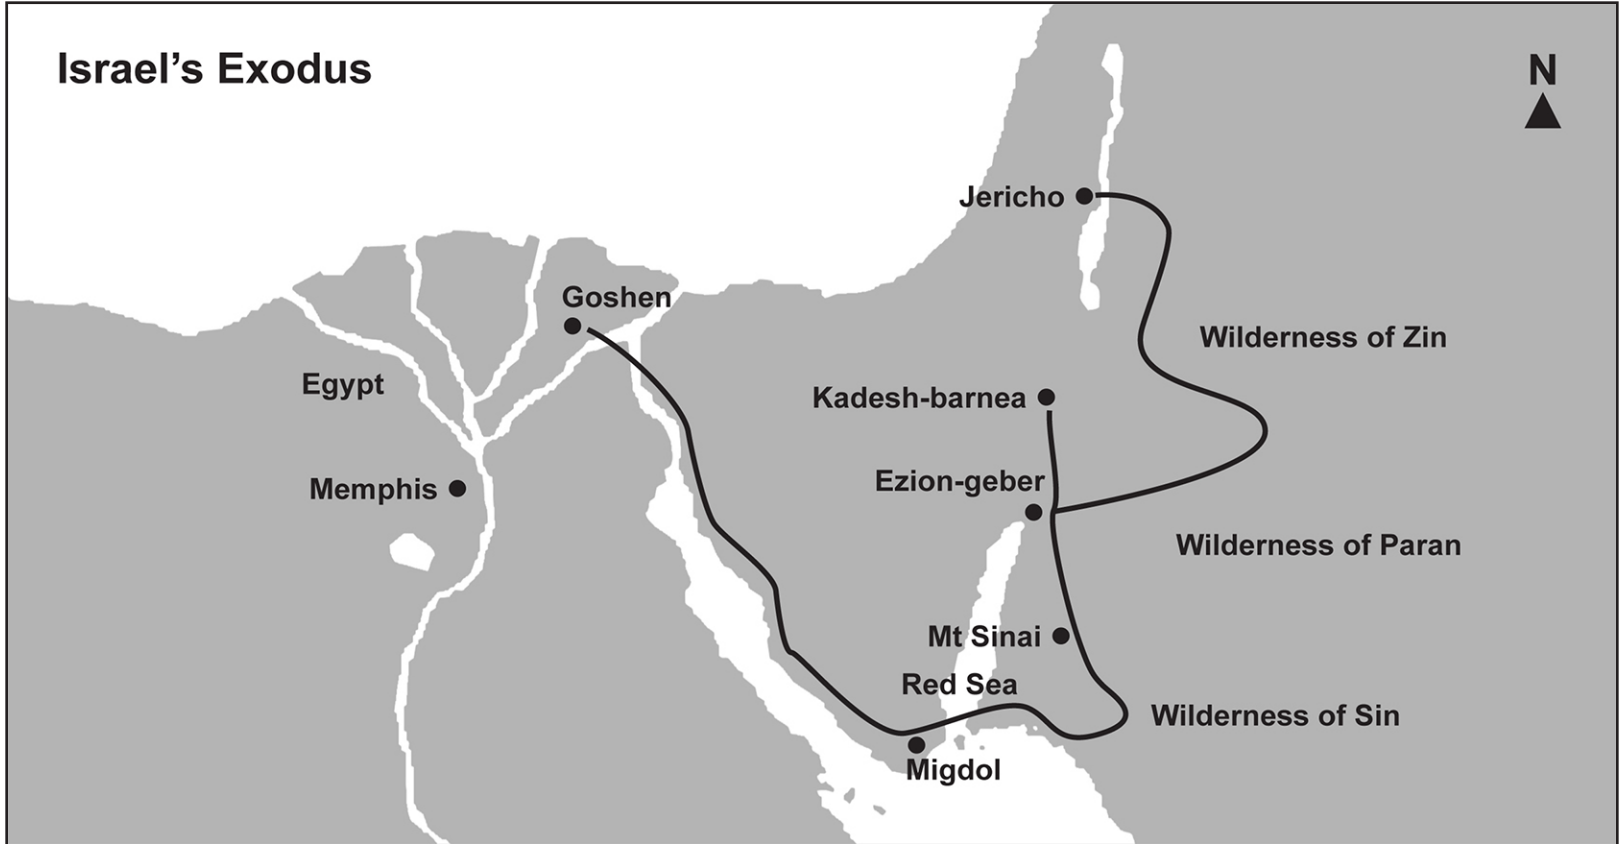 Israel's Exodus
N
Jericho
Goshen
Wilderness of Zin
Egypt
Kadesh-barnea
Ezion-geber
Memphis
Wilderness of Paran
Mt Sinai
Red Sea
Wilderness of Sin
Migdol